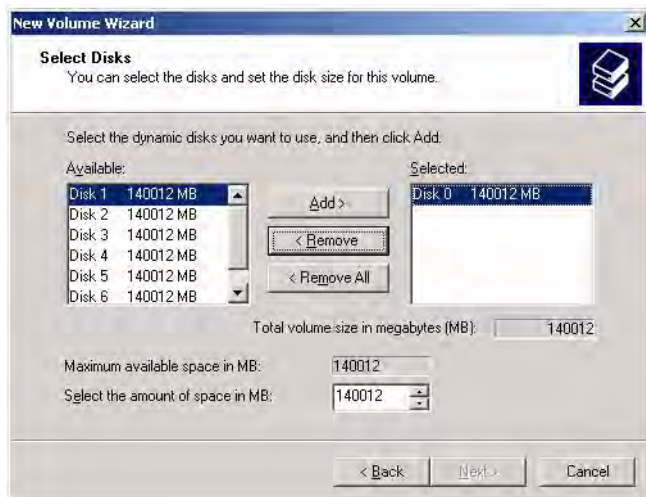 New Volume Wizard
Select Disks
You can select the disks and set the disk size for this volume.
Select the dynamic disks you want to use, and then click Add.
Available:
Selected:
Disk 1 140012 MB
Disk 2 140012 MB
Disk 3 140012 MB
Disk 4 140012 MB
Disk 5 140012 MB
Disk 6 140012 MB
Add >
< Remove
< Remove All
Disk 0 140012 MB
Total volume size in megabytes (MB): 140012
Maximum available space in MB: 140012
Select the amount of space in MB: 140012
< Back Next > Cancel